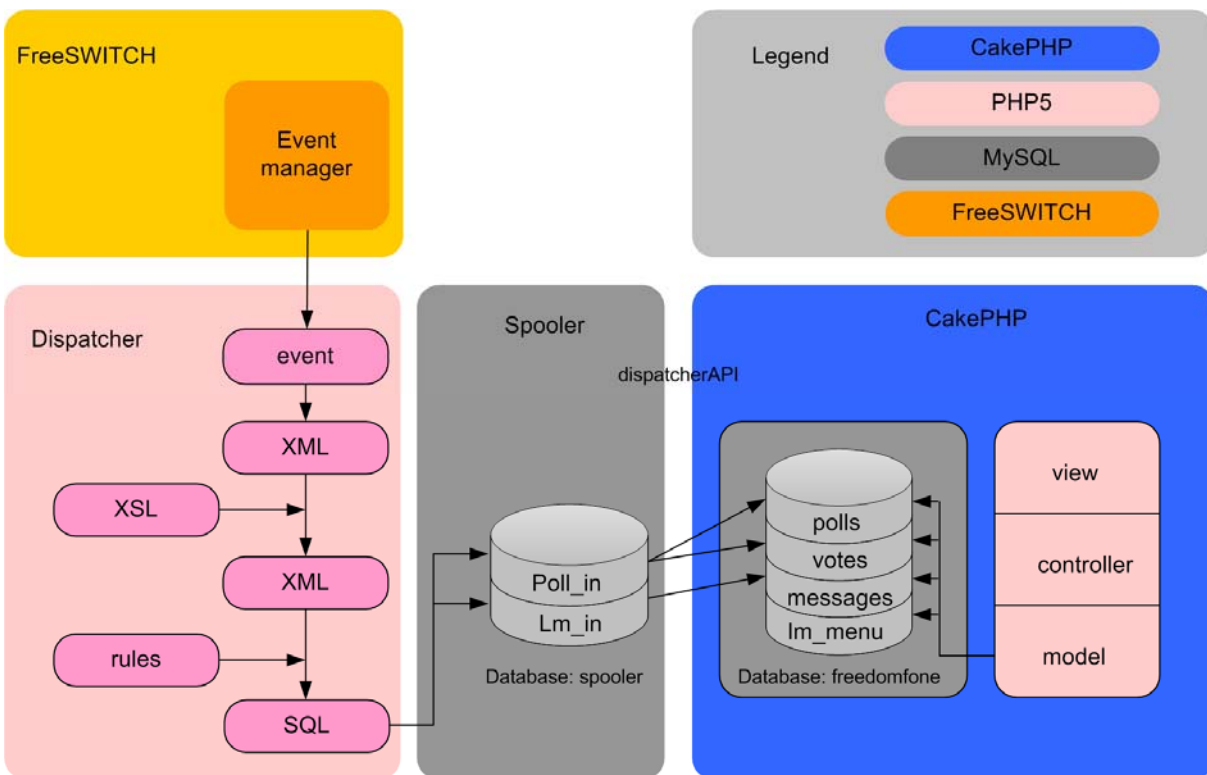 FreeSWITCH
Event
manager
Legend
CakePHP
PHP5
MySQL
FreeSWITCH
Dispatcher
event
XML
XSL
XML
rules
SQL
Spooler
dispatcherAPI
Poll_in
Lm_in
Database: spooler
CakePHP
polls
votes
messages
lm_menu
Database: freedomfone
view
controller
model